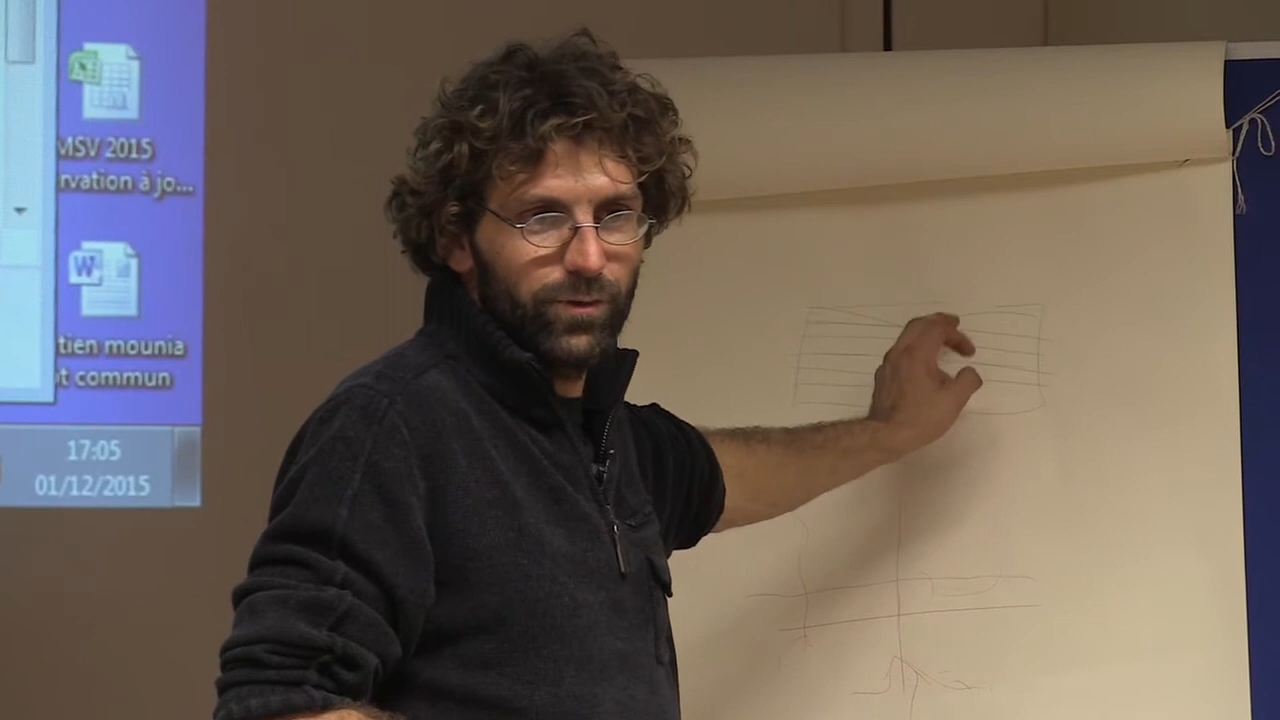 MSV 2015
rvation à jo...
W
tien mounia
t commun
17:05
01/12/2015